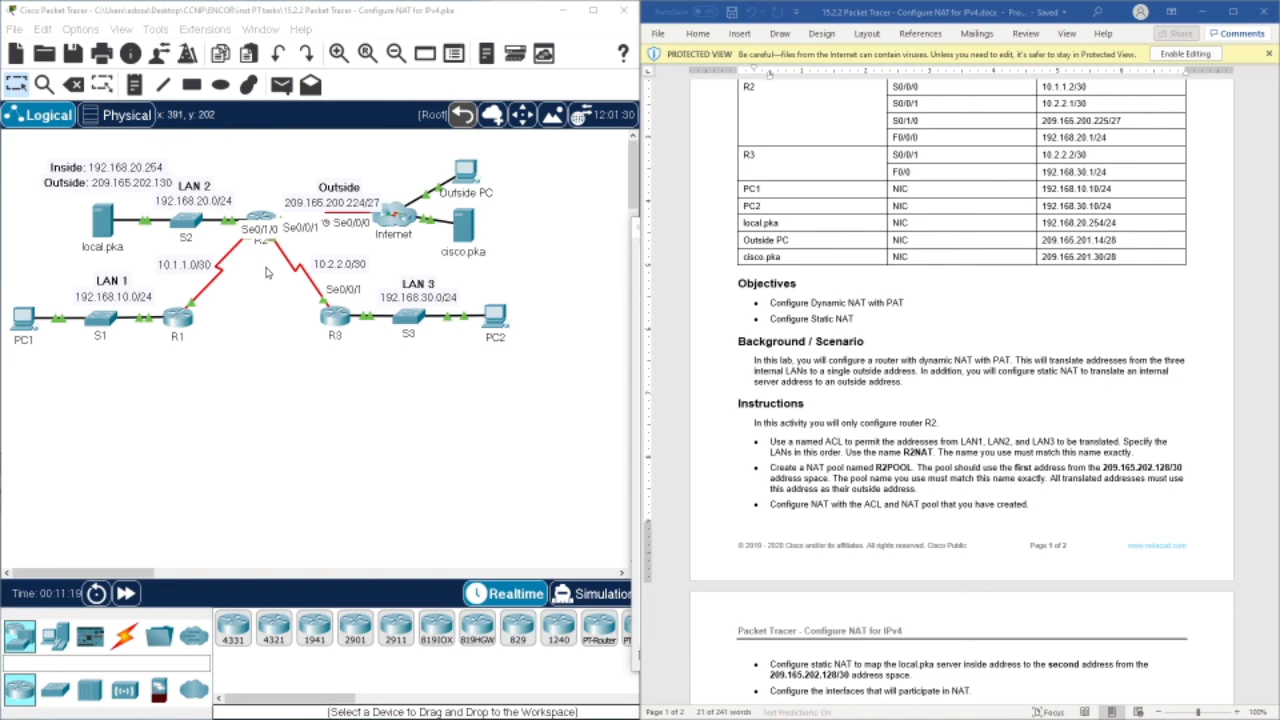 Cisco Packet Tracer - C:\Users\edoza\Desktop\CCNP\ENCOR\inst PT tasks\15.2.2 Packet Tracer - Configure NAT for IPv4.pka
File Edit Options View Tools Extensions Window Help
Logical Physical x: 391, y: 202 [Root] 12:01:30
Inside: 192.168.20.254
Outside: 209.165.202.130
LAN 2
192.168.20.0/24
Outside
209.165.200.224/27
Outside PC
Se0/0/1 Se0/0/0
Se0/1/0
R2
Internet
local.pka
S2
cisco.pka
10.1.1.0/30
10.2.2.0/30
LAN 1
192.168.10.0/24
Se0/0/1
LAN 3
192.168.30.0/24
PC1
S1
R1
R3
S3
PC2
Time: 00:11:19
Realtime
Simulation
4331 4321 1941 2901 2911 819IOX 819HGW 829 1240 PT-Router
(Select a Device to Drag and Drop to the Workspace)
AutoSave Off 15.2.2 Packet Tracer - Configure NAT for IPv4.docx - Pro... - Saved
File Home Insert Draw Design Layout References Mailings Review View Help Share Comments
PROTECTED VIEW Be careful—files from the Internet can contain viruses. Unless you need to edit, it's safer to stay in Protected View. Enable Editing
R2 S0/0/0 10.1.1.2/30
S0/0/1 10.2.2.1/30
S0/1/0 209.165.200.225/27
F0/0/0 192.168.20.1/24
R3 S0/0/1 10.2.2.2/30
F0/0 192.168.30.1/24
PC1 NIC 192.168.10.10/24
PC2 NIC 192.168.30.10/24
local.pka NIC 192.168.20.254/24
Outside PC NIC 209.165.201.14/28
cisco.pka NIC 209.165.201.30/28
Objectives
• Configure Dynamic NAT with PAT
• Configure Static NAT
Background / Scenario
In this lab, you will configure a router with dynamic NAT with PAT. This will translate addresses from the three
internal LANs to a single outside address. In addition, you will configure static NAT to translate an internal
server address to an outside address.
Instructions
In this activity you will only configure router R2.
• Use a named ACL to permit the addresses from LAN1, LAN2, and LAN3 to be translated. Specify the
LANs in this order. Use the name R2NAT. The name you use must match this name exactly.
• Create a NAT pool named R2POOL. The pool should use the first address from the 209.165.202.128/30
address space. The pool name you use must match this name exactly. All translated addresses must use
this address as their outside address.
• Configure NAT with the ACL and NAT pool that you have created.
© 2019 - 2020 Cisco and/or its affiliates. All rights reserved. Cisco Public Page 1 of 2 www.netacad.com
Packet Tracer - Configure NAT for IPv4
• Configure static NAT to map the local.pka server inside address to the second address from the
209.165.202.128/30 address space.
• Configure the interfaces that will participate in NAT.
Page 1 of 2 21 of 241 words Text Predictions: On Focus 100%